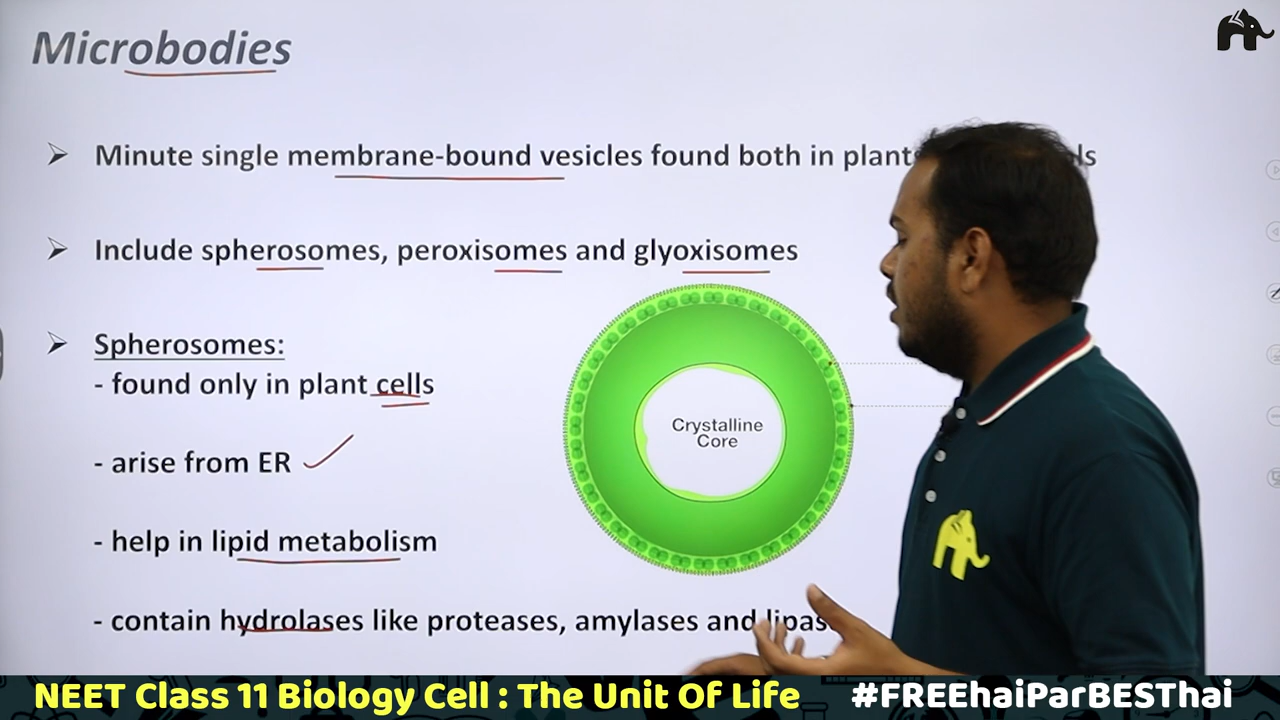 Microbodies
➢ Minute single membrane-bound vesicles found both in plants
➢ Include spherosomes, peroxisomes and glyoxisomes
➢ Spherosomes:
- found only in plant cells
- arise from ER
- help in lipid metabolism
- contain hydrolases like proteases, amylases and
Crystalline
Core
NEET Class 11 Biology Cell : The Unit Of Life #FREEhaiParBESThai